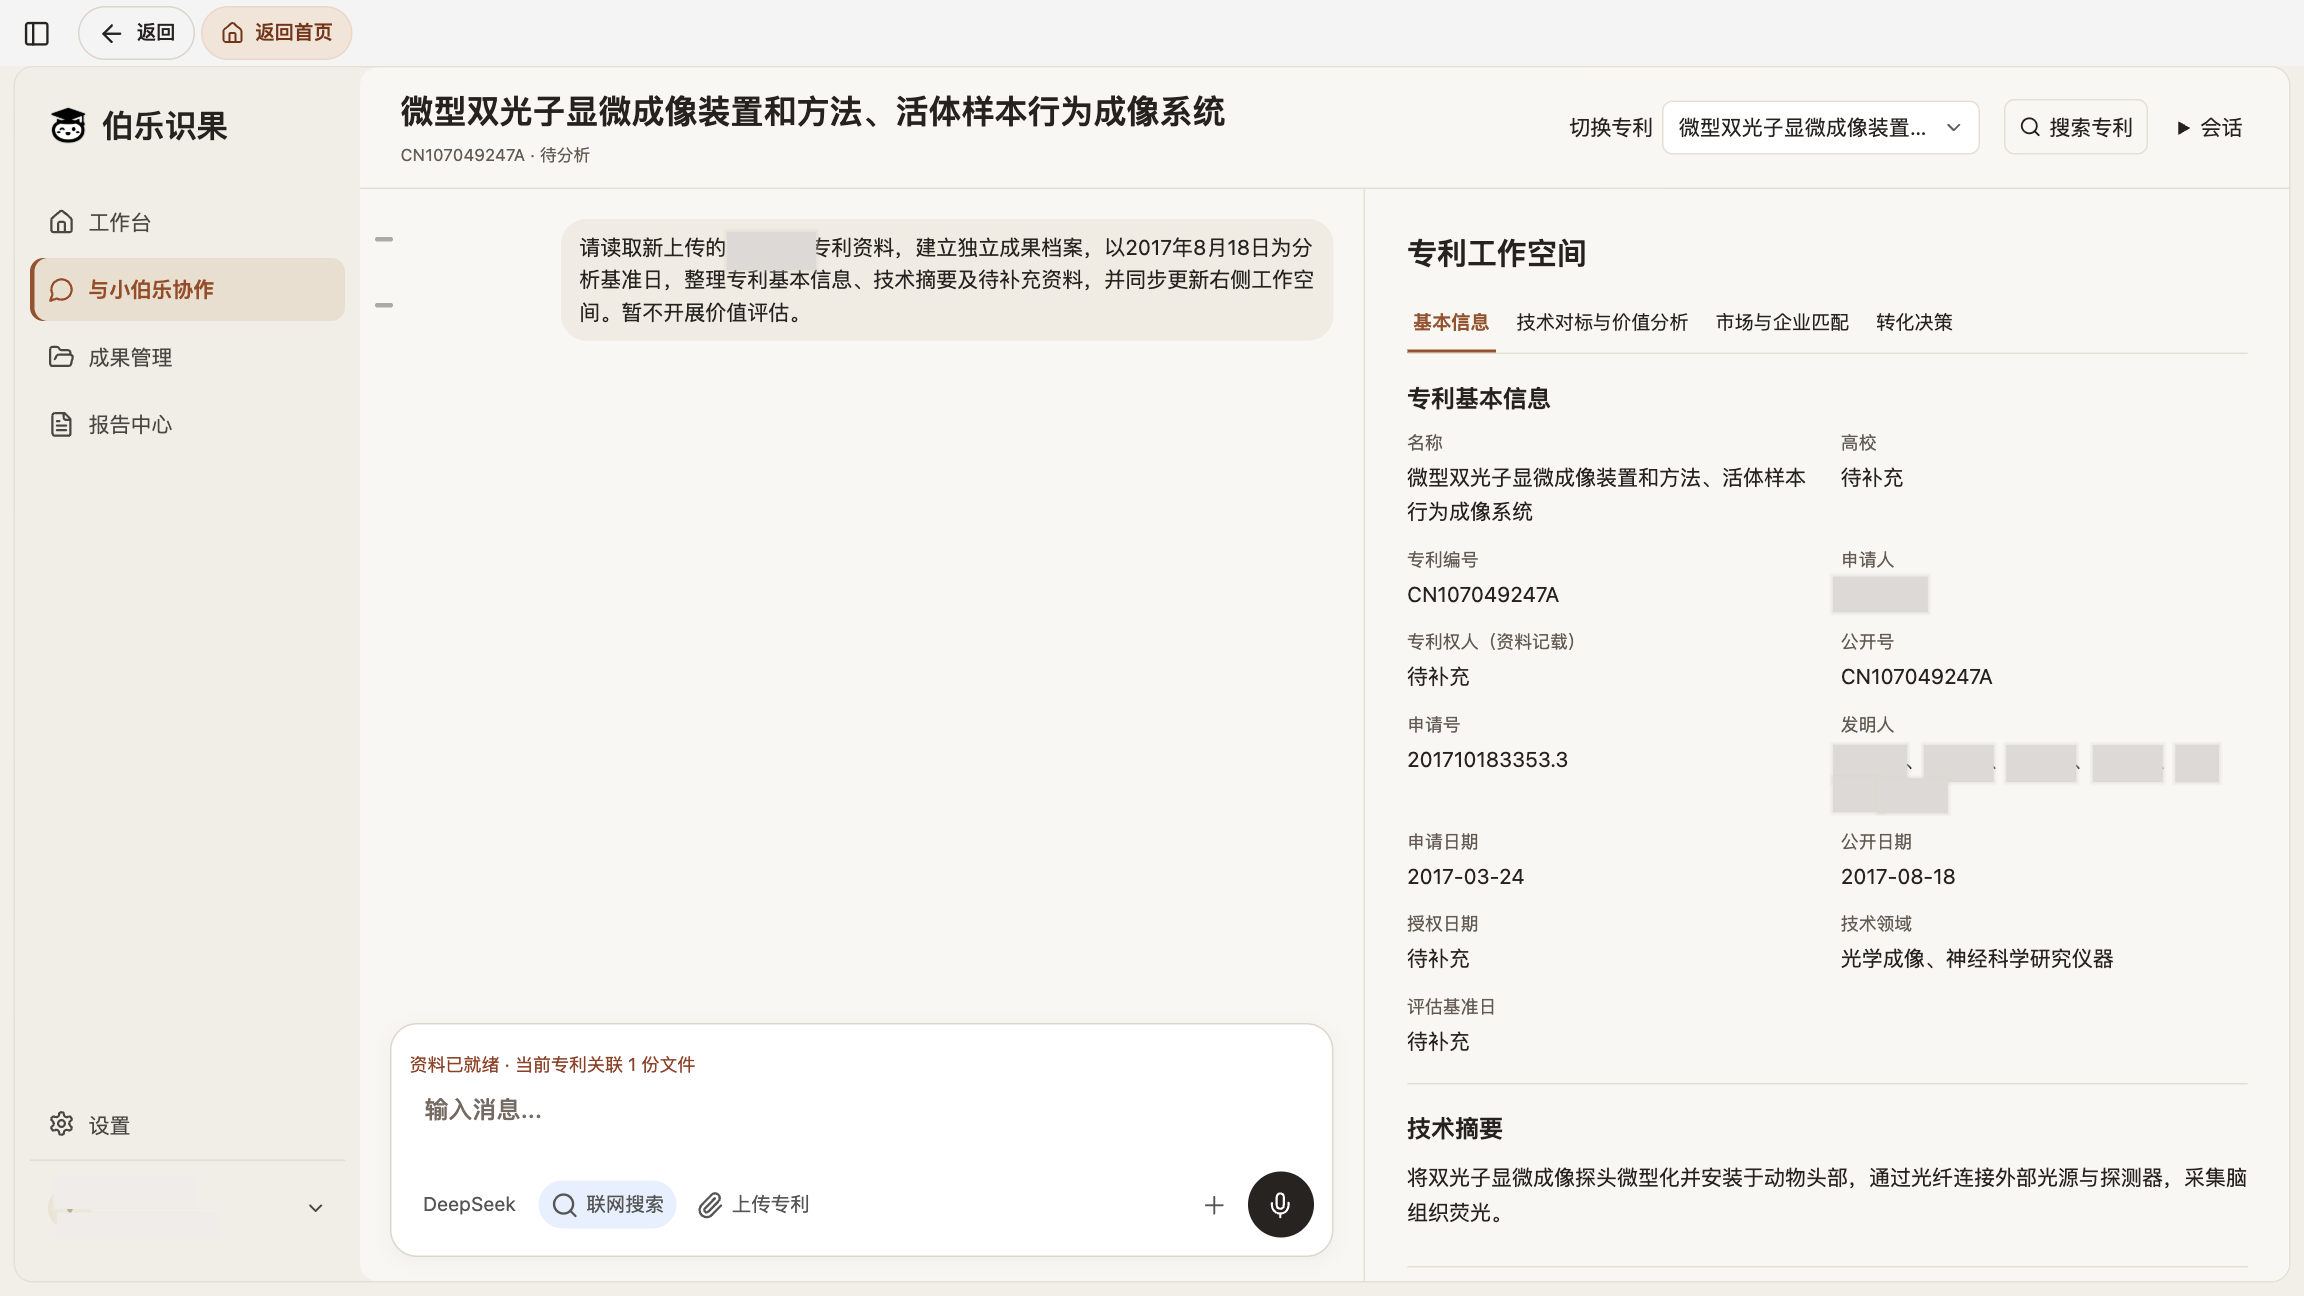 返回
返回首页
伯乐识果
工作台
与小伯乐协作
成果管理
报告中心
设置
微型双光子显微成像装置和方法、活体样本行为成像系统
CN107049247A · 待分析
切换专利
微型双光子显微成像装置...
搜索专利
会话
请读取新上传的 专利资料，建立独立成果档案，以2017年8月18日为分
析基准日，整理专利基本信息、技术摘要及待补充资料，并同步更新右侧工作空
间。暂不开展价值评估。
资料已就绪 · 当前专利关联 1 份文件
输入消息...
DeepSeek
联网搜索
上传专利
专利工作空间
基本信息
技术对标与价值分析
市场与企业匹配
转化决策
专利基本信息
名称
微型双光子显微成像装置和方法、活体样本
行为成像系统
高校
待补充
专利编号
CN107049247A
申请人
专利权人（资料记载）
待补充
公开号
CN107049247A
申请号
201710183353.3
发明人
申请日期
2017-03-24
公开日期
2017-08-18
授权日期
待补充
技术领域
光学成像、神经科学研究仪器
评估基准日
待补充
技术摘要
将双光子显微成像探头微型化并安装于动物头部，通过光纤连接外部光源与探测器，采集脑
组织荧光。